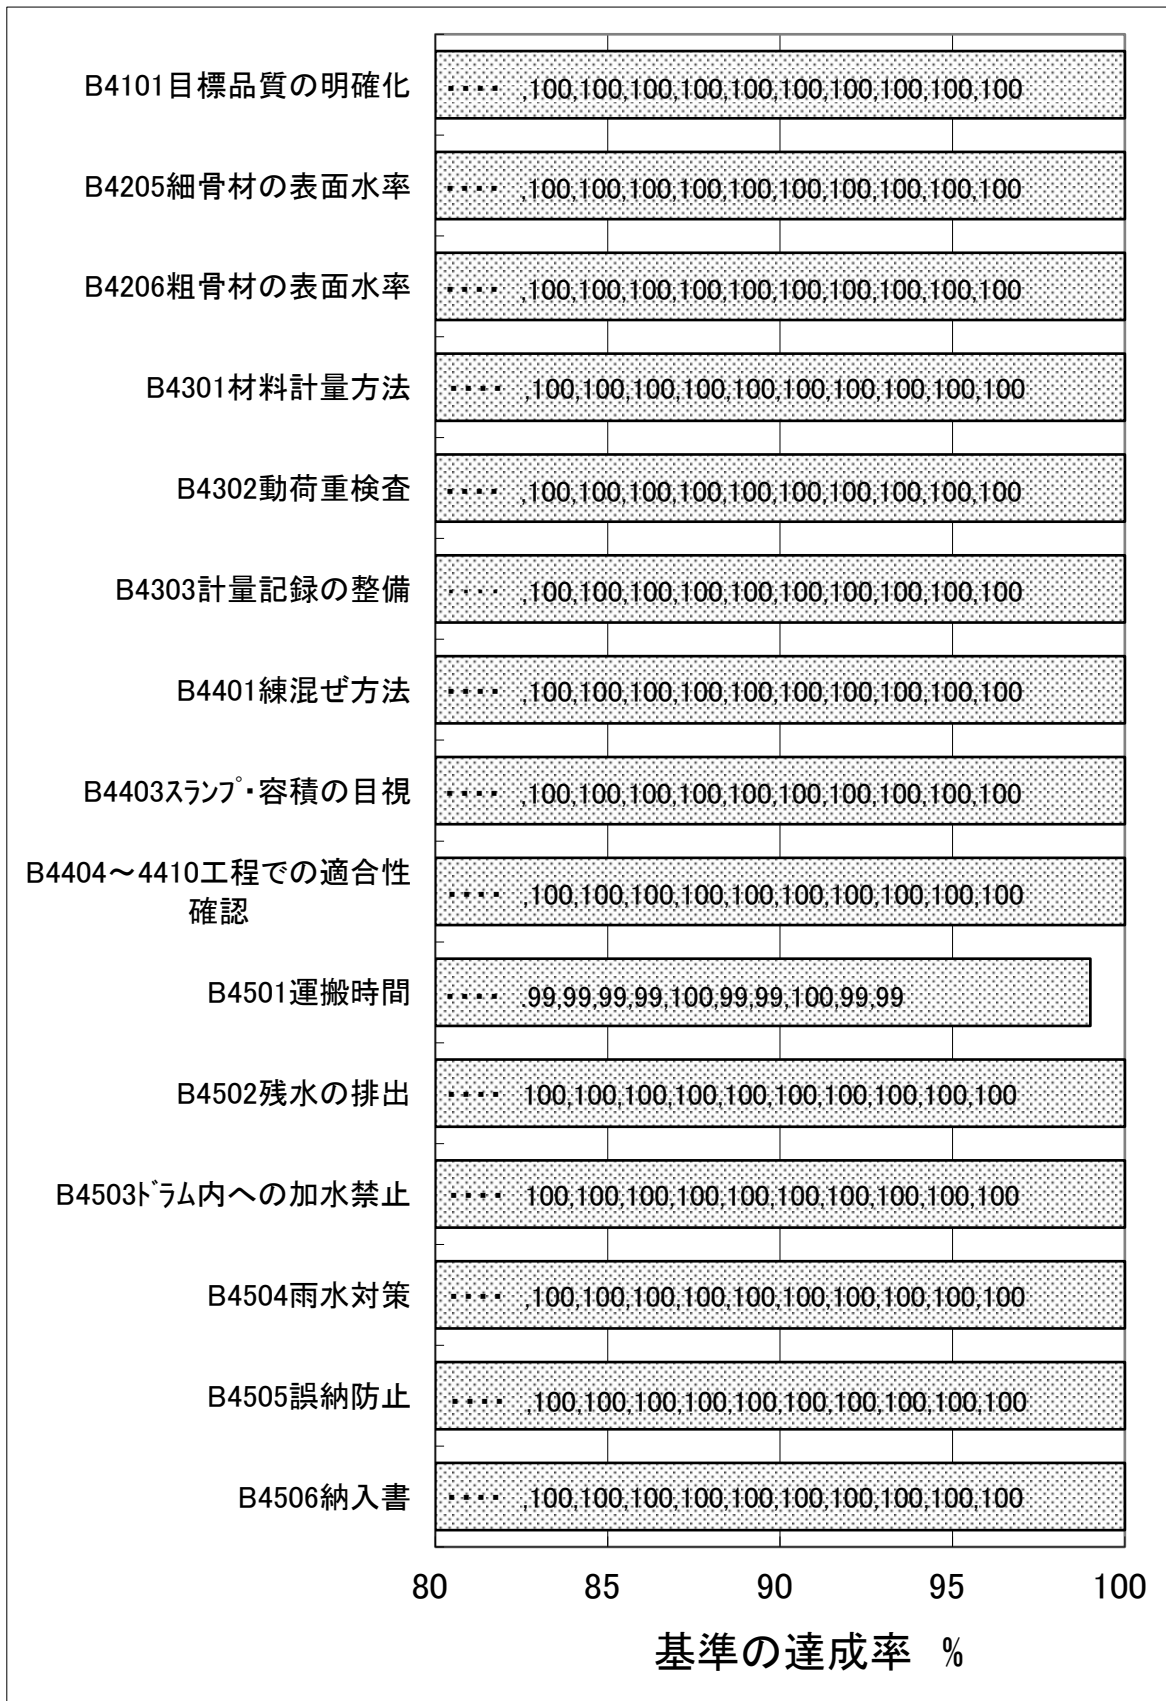 B4101目標品質の明確化 ････ ,100,100,100,100,100,100,100,100,100,100
B4205細骨材の表面水率 ････ ,100,100,100,100,100,100,100,100,100,100
B4206粗骨材の表面水率 ････ ,100,100,100,100,100,100,100,100,100,100
B4301材料計量方法 ････ ,100,100,100,100,100,100,100,100,100,100
B4302動荷重検査 ････ ,100,100,100,100,100,100,100,100,100,100
B4303計量記録の整備 ････ ,100,100,100,100,100,100,100,100,100,100
B4401練混ぜ方法 ････ ,100,100,100,100,100,100,100,100,100,100
B4403ｽﾗﾝﾌﾟ・容積の目視 ････ ,100,100,100,100,100,100,100,100,100,100
B4404～4410工程での適合性
確認 ････ ,100,100,100,100,100,100,100,100,100,100
B4501運搬時間 ････ ,99,99,99,99,100,99,99,100,99,99
B4502残水の排出 ････ 100,100,100,100,100,100,100,100,100,100
B4503ﾄﾞﾗﾑ内への加水禁止 ････ 100,100,100,100,100,100,100,100,100,100
B4504雨水対策 ････ ,100,100,100,100,100,100,100,100,100,100
B4505誤納防止 ････ ,100,100,100,100,100,100,100,100,100,100
B4506納入書 ････ ,100,100,100,100,100,100,100,100,100,100
80 85 90 95 100
基準の達成率 %